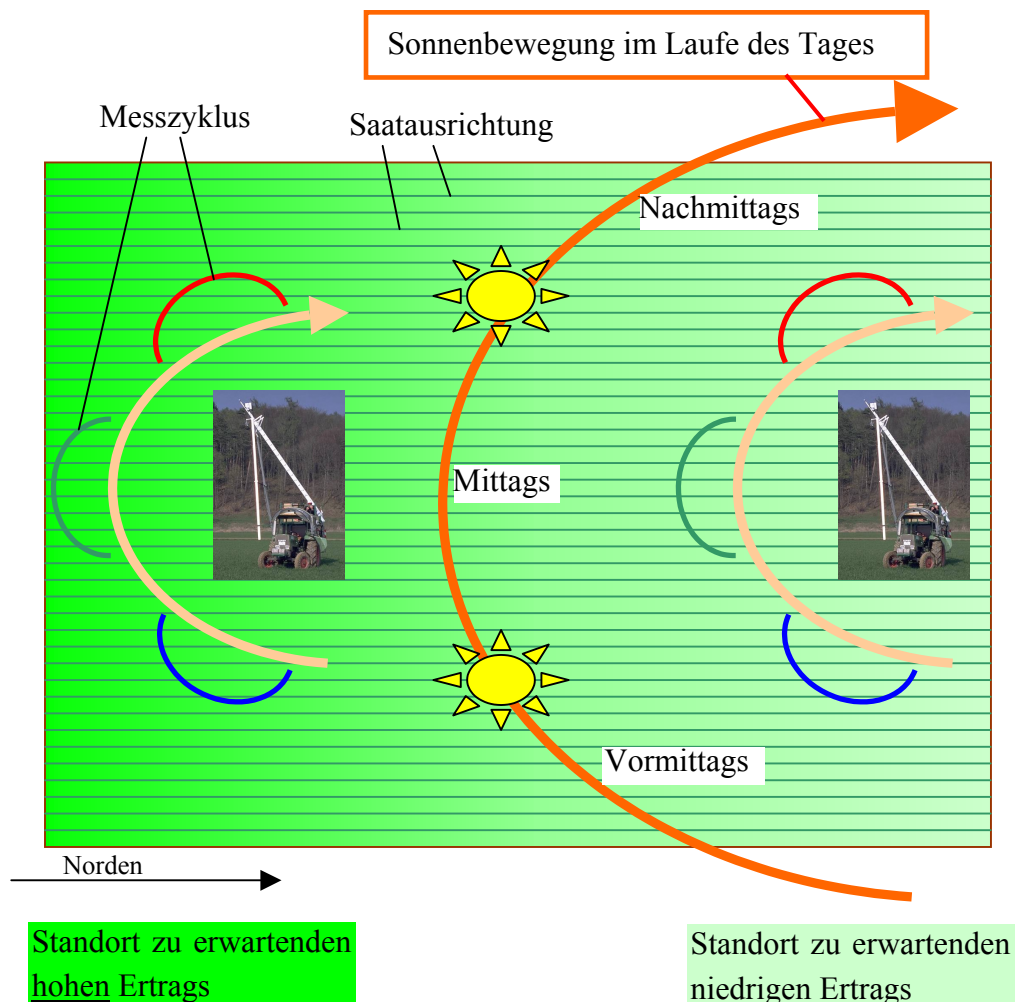 Sonnenbewegung im Laufe des Tages
Messzyklus
Saatausrichtung
Nachmittags
Mittags
Vormittags
Norden
Standort zu erwartenden
hohen Ertrags
Standort zu erwartenden
niedrigen Ertrags